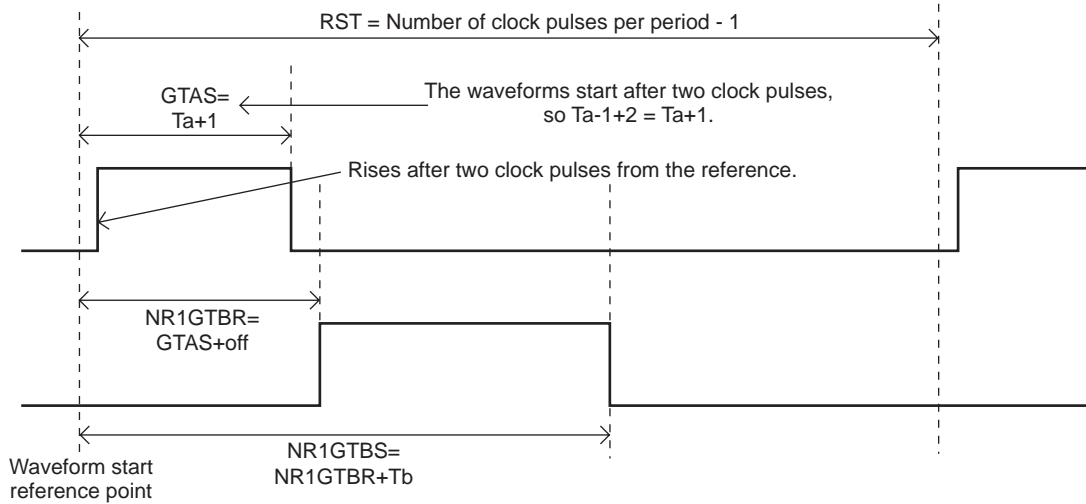 RST = Number of clock pulses per period - 1
GTAS=
Ta+1
The waveforms start after two clock pulses,
so Ta-1+2 = Ta+1.
Rises after two clock pulses from the reference.
NR1GTBR=
GTAS+off
NR1GTBS=
NR1GTBR+Tb
Waveform start
reference point